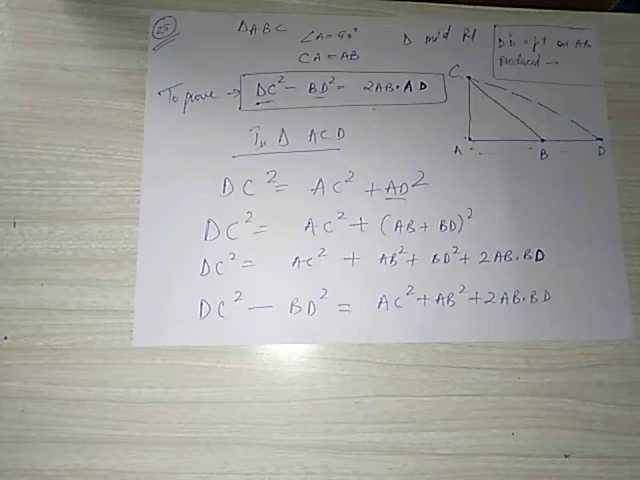 25
ΔABC
∠A = 90°
CA = AB
D mid Pt
D is a pt on AB
Produced →
To prove → DC² - BD² = 2AB·AD
In Δ ACD
C
A
B
D
DC² = AC² + AD²
DC² = AC² + (AB + BD)²
DC² = AC² + AB² + BD² + 2AB·BD
DC² — BD² = AC² + AB² + 2AB·BD